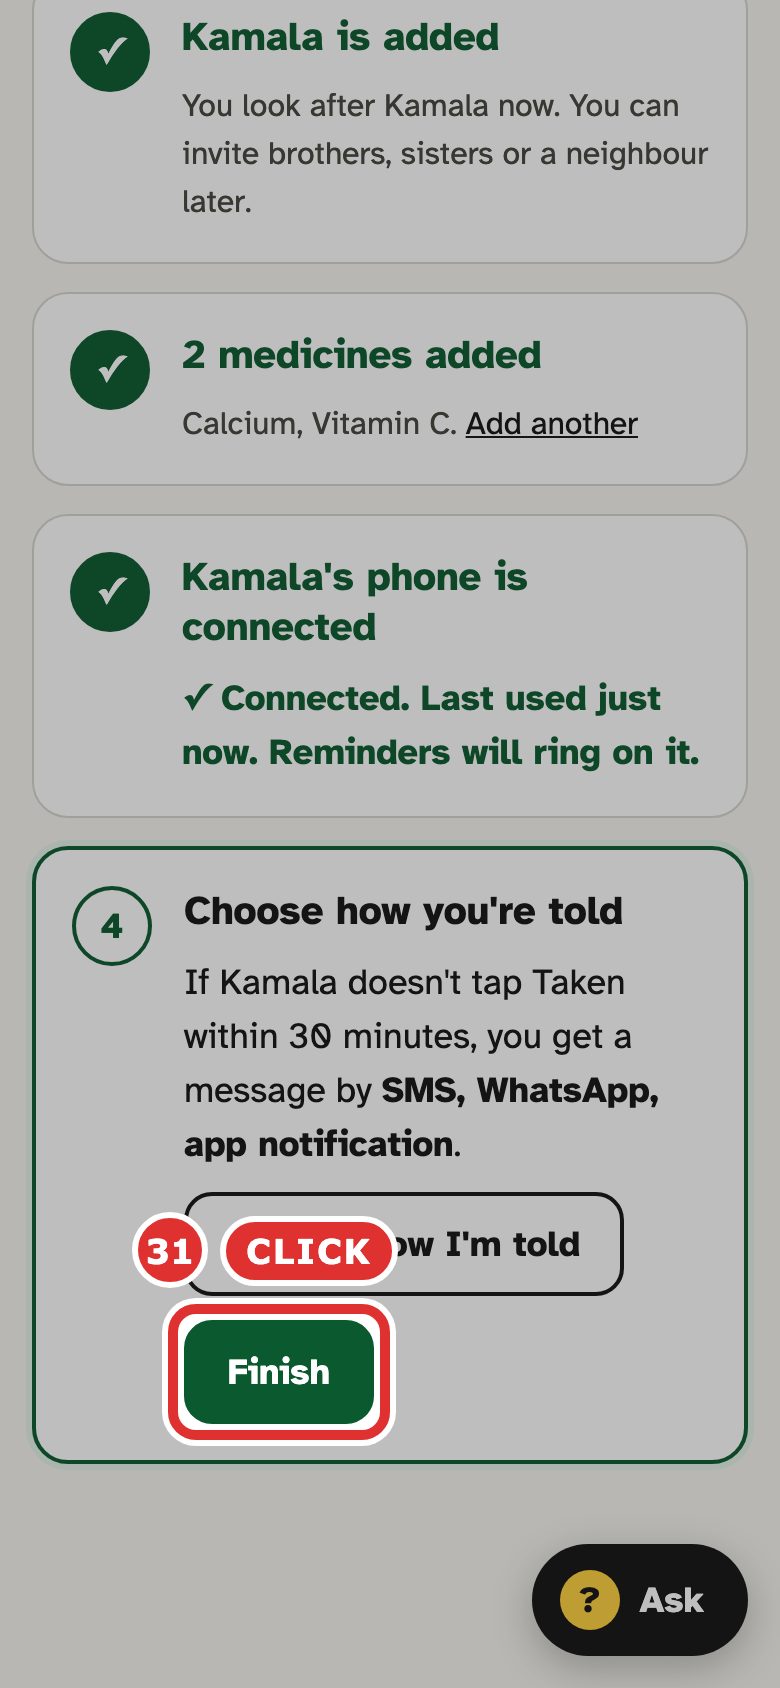 Kamala is added
You look after Kamala now. You can
invite brothers, sisters or a neighbour
later.
2 medicines added
Calcium, Vitamin C. Add another
Kamala's phone is
connected
✓ Connected. Last used just
now. Reminders will ring on it.
4
Choose how you're told
If Kamala doesn't tap Taken
within 30 minutes, you get a
message by SMS, WhatsApp,
app notification.
31 CLICK I'm told
Finish
? Ask